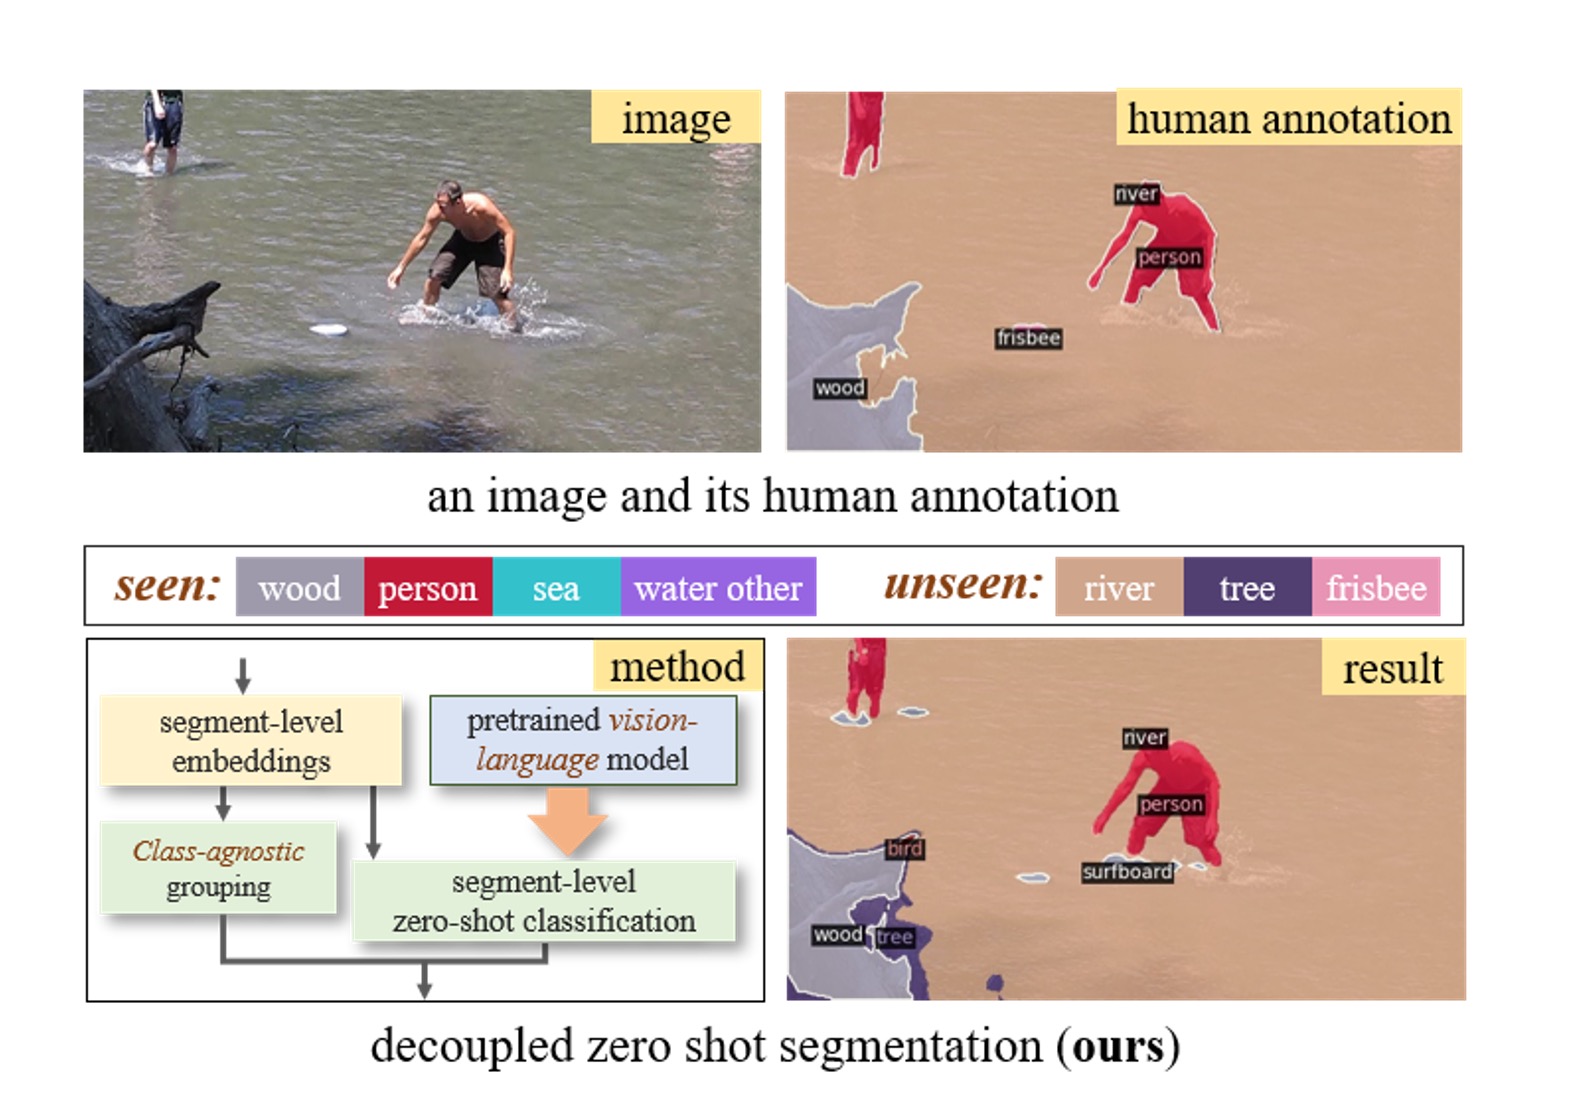 image
human annotation
river
person
frisbee
wood
an image and its human annotation
seen: wood person sea water other unseen: river tree frisbee
method
segment-level
embeddings
pretrained vision-
language model
Class-agnostic
grouping
segment-level
zero-shot classification
result
river
person
bird
surfboard
wood tree
decoupled zero shot segmentation (ours)